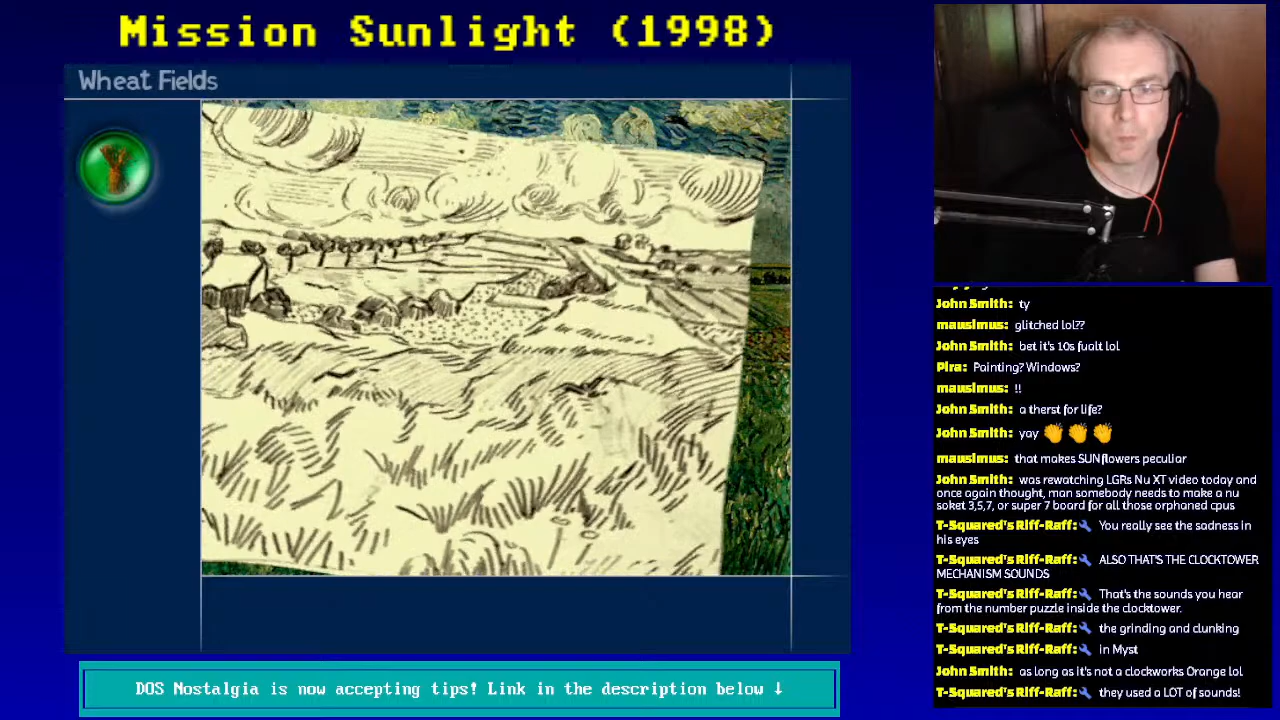 Mission Sunlight (1998)
Wheat Fields
John Smith: ty
mausimus: glitched lol??
John Smith: bet it's 10s fualt lol
Pira: Painting? Windows?
mausimus: !!
John Smith: a therst for life?
John Smith: yay 👏 👏 👏
mausimus: that makes SUNflowers peculiar
John Smith: was rewatching LGRs Nu XT video today and
once again thought, man somebody needs to make a nu
soket 3,5,7, or super 7 board for all those orphaned cpus
T-Squared's Riff-Raff: You really see the sadness in
his eyes
T-Squared's Riff-Raff: ALSO THAT'S THE CLOCKTOWER
MECHANISM SOUNDS
T-Squared's Riff-Raff: That's the sounds you hear
from the number puzzle inside the clocktower.
T-Squared's Riff-Raff: the grinding and clunking
T-Squared's Riff-Raff: in Myst
John Smith: as long as it's not a clockworks Orange lol
T-Squared's Riff-Raff: they used a LOT of sounds!
DOS Nostalgia is now accepting tips! Link in the description below ↓